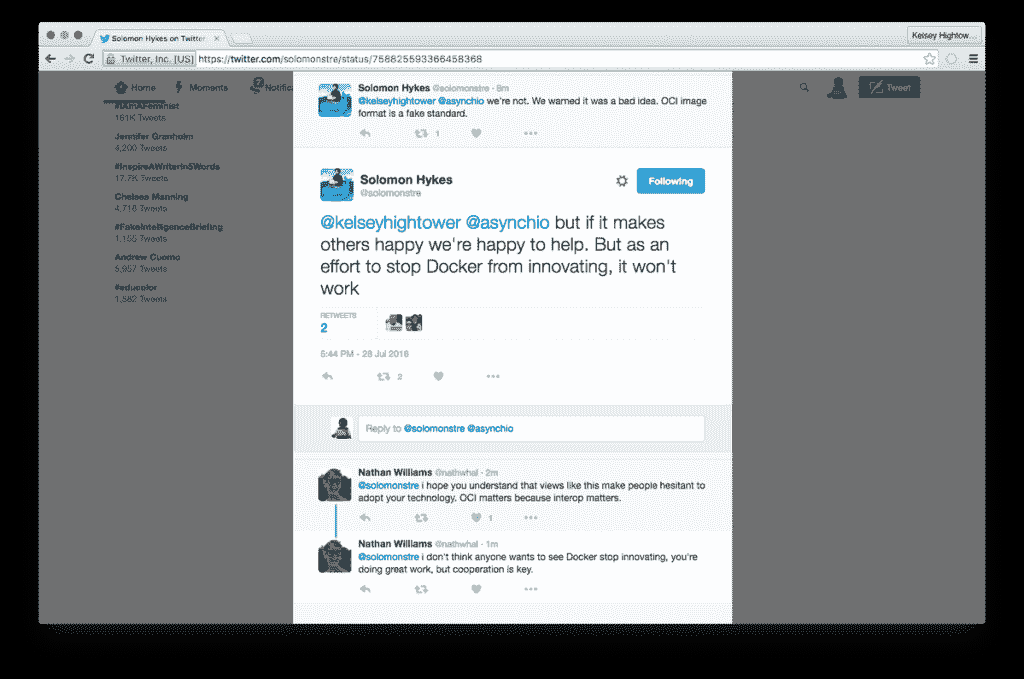 Solomon Hykes on Twitter
Kelsey Hightow...
Twitter, Inc. [US] https://twitter.com/solomonstre/status/758825593366458368
Home Moments Notific
Tweet
#IAmAFeminist
161K Tweets
Jennifer Granholm
4,200 Tweets
#InspireAWriterIn5Words
17.7K Tweets
Chelsea Manning
4,718 Tweets
#FakeIntelligenceBriefing
1,155 Tweets
Andrew Cuomo
5,957 Tweets
#educolor
1,582 Tweets
Solomon Hykes @solomonstre · 8m
@kelseyhightower @asynchio we're not. We warned it was a bad idea. OCI image
format is a fake standard.
1
Solomon Hykes
@solomonstre
Following
@kelseyhightower @asynchio but if it makes
others happy we're happy to help. But as an
effort to stop Docker from innovating, it won't
work
RETWEETS
2
5:44 PM - 28 Jul 2016
2
Reply to @solomonstre @asynchio
Nathan Williams @nathwhal · 2m
@solomonstre i hope you understand that views like this make people hesitant to
adopt your technology. OCI matters because interop matters.
1
Nathan Williams @nathwhal · 1m
@solomonstre i don't think anyone wants to see Docker stop innovating, you're
doing great work, but cooperation is key.